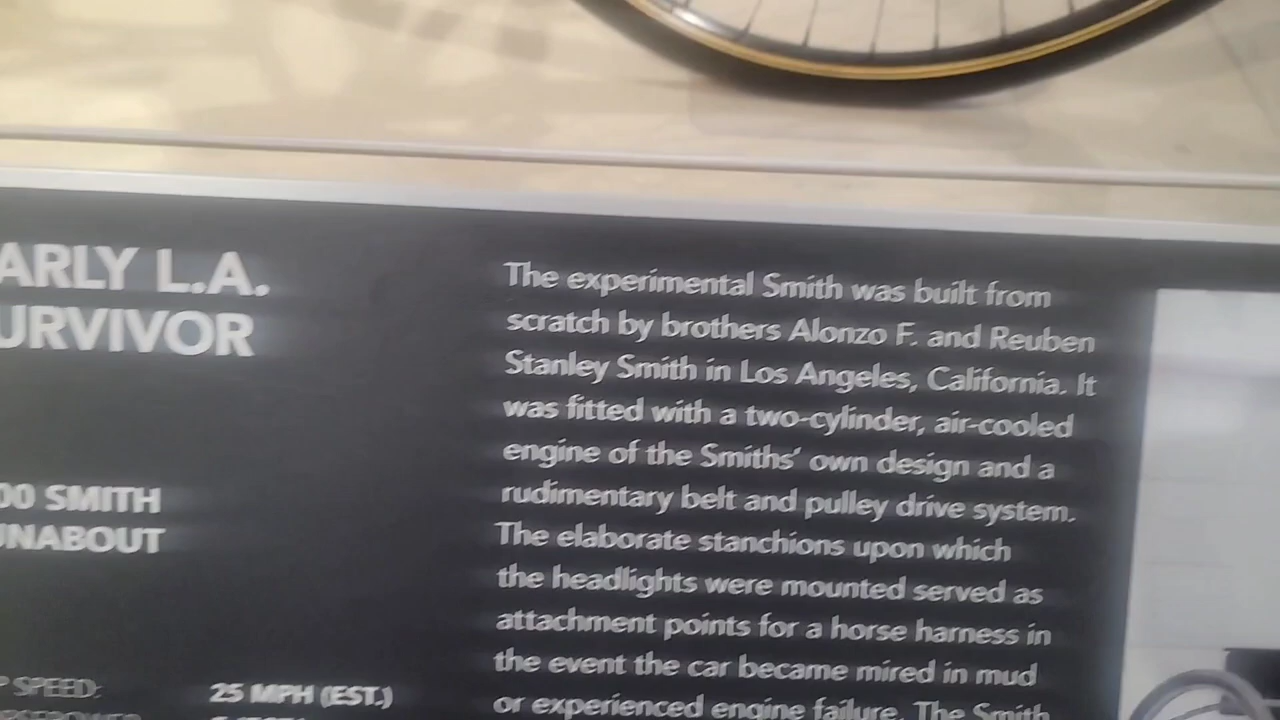 ARLY L.A.
URVIVOR
00 SMITH
UNABOUT
P SPEED: 25 MPH (EST.)
The experimental Smith was built from
scratch by brothers Alonzo F. and Reuben
Stanley Smith in Los Angeles, California. It
was fitted with a two-cylinder, air-cooled
engine of the Smiths' own design and a
rudimentary belt and pulley drive system.
The elaborate stanchions upon which
the headlights were mounted served as
attachment points for a horse harness in
the event the car became mired in mud
or experienced engine failure. The Smith